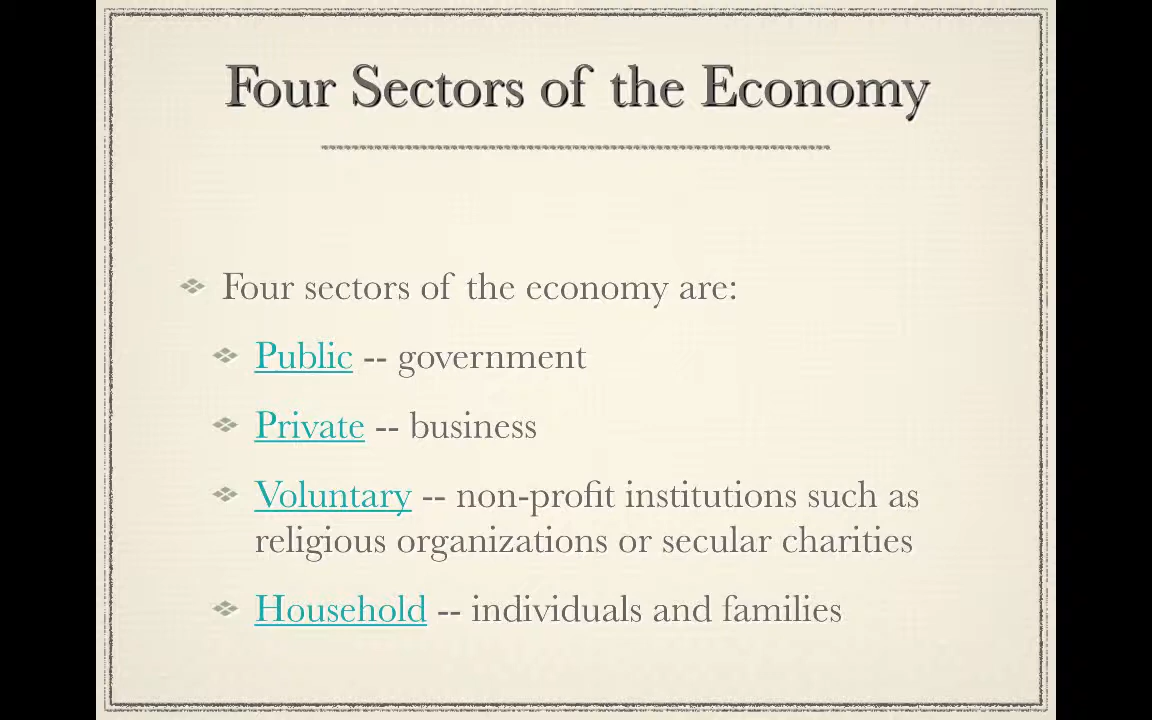 Four Sectors of the Economy
Four sectors of the economy are:
Public -- government
Private -- business
Voluntary -- non-profit institutions such as
religious organizations or secular charities
Household -- individuals and families